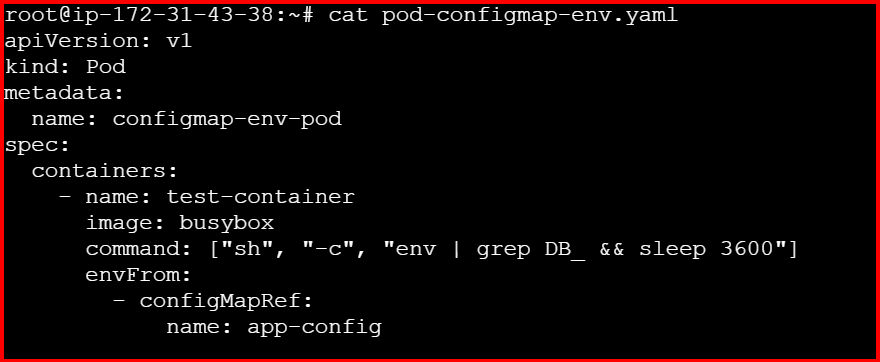 root@ip-172-31-43-38:~# cat pod-configmap-env.yaml
apiVersion: v1
kind: Pod
metadata:
  name: configmap-env-pod
spec:
  containers:
    - name: test-container
      image: busybox
      command: ["sh", "-c", "env | grep DB_ && sleep 3600"]
      envFrom:
        - configMapRef:
            name: app-config